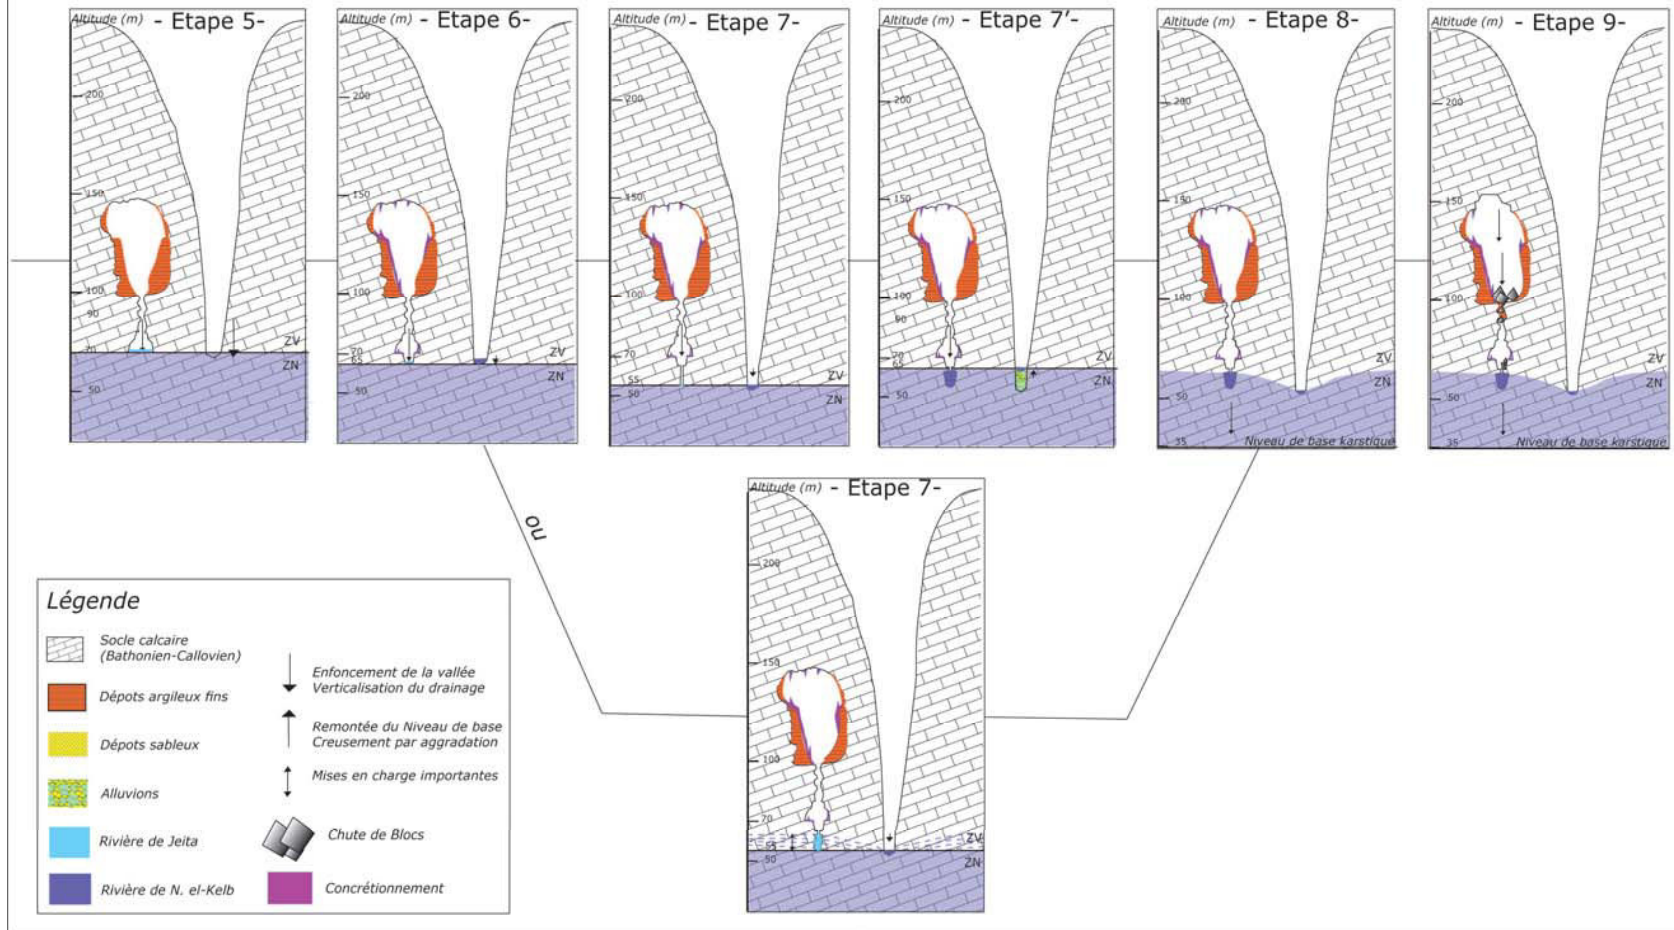 Altitude (m) - Etape 5-
200
150
100
90
70
50
ZV
ZN
Altitude (m) - Etape 6-
200
150
100
70
65
50
ZV
ZN
Altitude (m) - Etape 7-
200
150
100
70
55
50
ZV
ZN
Altitude (m) - Etape 7’-
200
150
100
90
70
65
50
ZV
ZN
Altitude (m) - Etape 8-
200
150
100
50
35
ZV
ZN
Niveau de base karstique
Altitude (m) - Etape 9-
200
150
100
50
35
ZV
ZN
Niveau de base karstique
ou
Altitude (m) - Etape 7-
200
150
100
70
50
ZV
ZN
Légende
Socle calcaire
(Bathonien-Callovien)
Dépots argileux fins
Dépots sableux
Alluvions
Rivière de Jeita
Rivière de N. el-Kelb
Enfoncement de la vallée
Verticalisation du drainage
Remontée du Niveau de base
Creusement par aggradation
Mises en charge importantes
Chute de Blocs
Concrétionnement